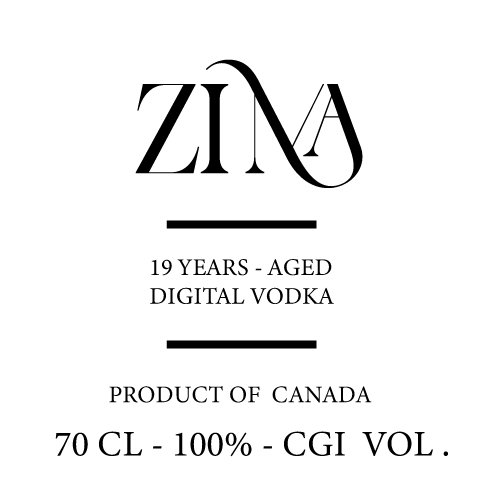 ZINA
19 YEARS - AGED
DIGITAL VODKA
PRODUCT OF CANADA
70 CL - 100% - CGI VOL .